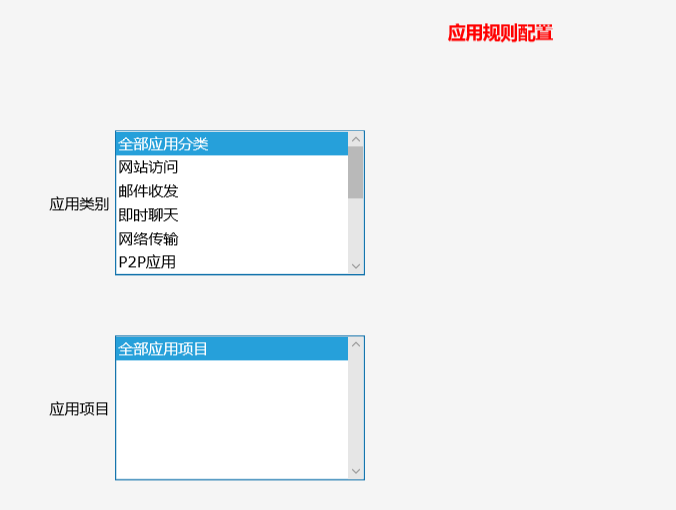 应用规则配置
全部应用分类
网站访问
邮件收发
应用类别
即时聊天
网络传输
P2P应用
全部应用项目
应用项目